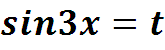 sin3x = t